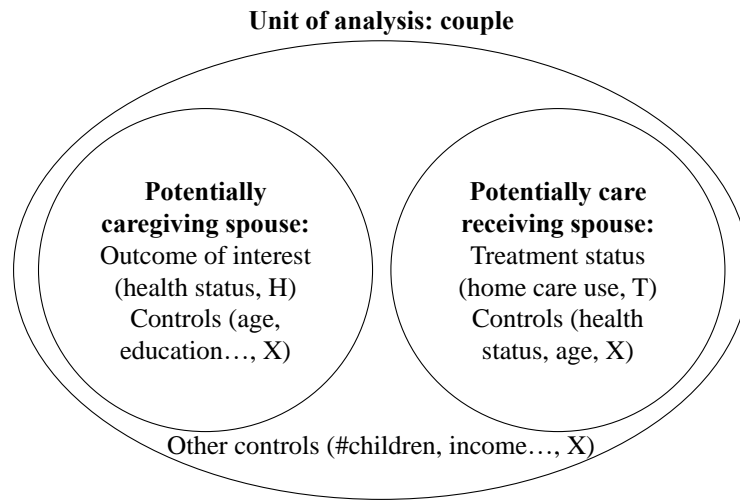 Unit of analysis: couple
Potentially
caregiving spouse:
Outcome of interest
(health status, H)
Controls (age,
education…, X)
Potentially care
receiving spouse:
Treatment status
(home care use, T)
Controls (health
status, age, X)
Other controls (#children, income…, X)